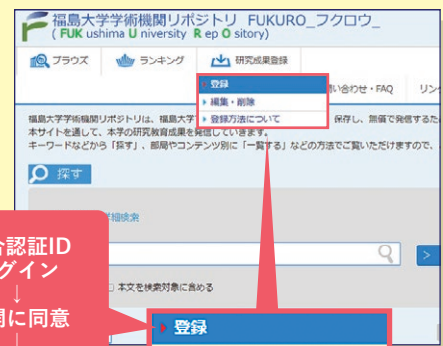 福島大学学術機関リポジトリ FUKURO_フクロウ_
( FUK ushima U niversity R ep O sitory)
ブラウズ ランキング 研究成果登録
登録
編集・削除
登録方法について
い合わせ・FAQ リン
福島大学学術機関リポジトリは、福島大学 保存し、無償で発信するため
本サイトを通して、本学の研究教育成果を発信していきます。
キーワードなどから「探す」、部局やコンテンツ別に「一覧する」などの方法でご覧いただけますので、
探す
詳細検索
本文を検索対象に含める
合認証ID
グイン
↓
開に同意
登録